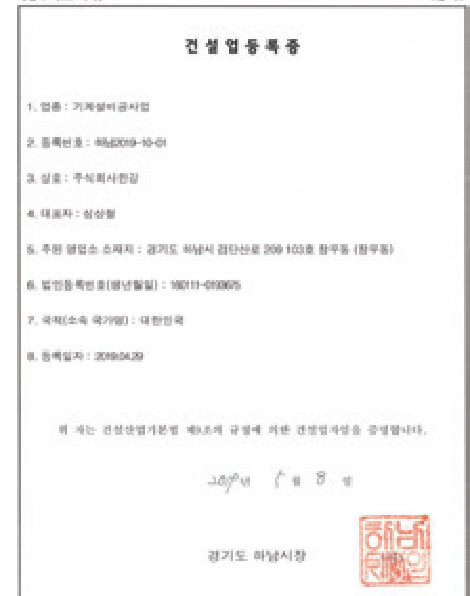 건설업등록증
1. 업종 : 기계설비공사업
2. 등록번호 : 하남2019-10-01
3. 상호 : 주식회사한강
4. 대표자 : 심상철
5. 주된 영업소 소재지 : 경기도 하남시 검단산로 209 103호 창우동 (창우동)
6. 법인등록번호(생년월일) : 160111-0193675
7. 국적(소속 국가명) : 대한민국
8. 등록일자 : 2019.04.29
위 자는 건설산업기본법 제9조의 규정에 의한 건설업자임을 증명합니다.
2019년 월 8 일
경기도 하남시장